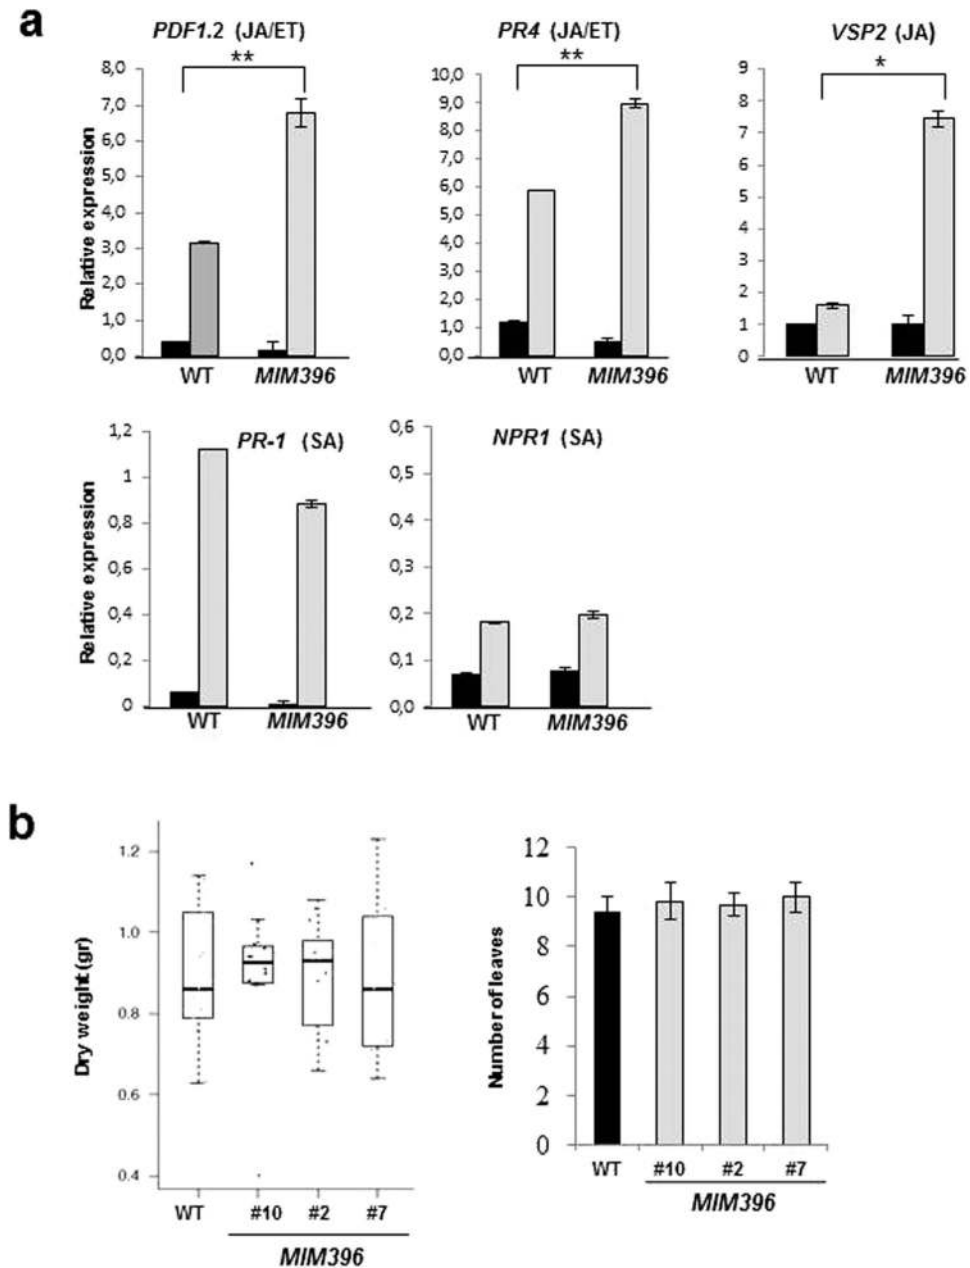 a
PDF1.2 (JA/ET)
**
Relative expression
8,0
7,0
6,0
5,0
4,0
3,0
2,0
1,0
0,0
WT MIM396
PR4 (JA/ET)
**
10,0
9,0
8,0
7,0
6,0
5,0
4,0
3,0
2,0
1,0
0,0
WT MIM396
VSP2 (JA)
*
9
8
7
6
5
4
3
2
1
0
WT MIM396
PR-1 (SA)
Relative expression
1,2
1
0,8
0,6
0,4
0,2
0
WT MIM396
NPR1 (SA)
0,6
0,5
0,4
0,3
0,2
0,1
0,0
WT MIM396
b
Dry weight (gr)
1.2
1.0
0.8
0.6
0.4
WT #10 #2 #7
MIM396
Number of leaves
12
10
8
6
4
2
0
WT #10 #2 #7
MIM396